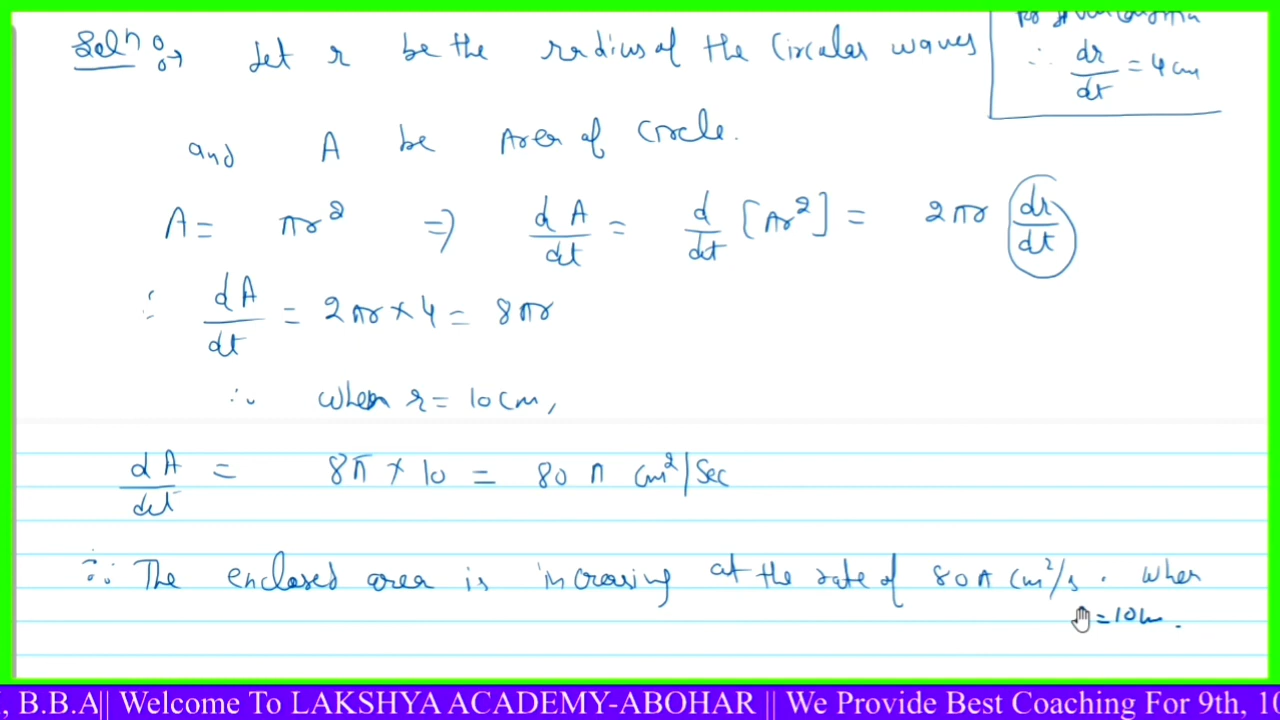 Solⁿ :→ Let r be the radius of the Circular waves
∴ dr/dt = 4 cm
and A be Area of Circle.
A = πr² ⇒ dA/dt = d/dt [πr²] = 2πr dr/dt
∴ dA/dt = 2πr × 4 = 8πr
∴ when r = 10 cm,
dA/dt = 8π × 10 = 80 π cm²/Sec
∴ The enclosed area is increasing at the rate of 80π cm²/s . when
= 10 cm.
, B.B.A|| Welcome To LAKSHYA ACADEMY-ABOHAR || We Provide Best Coaching For 9th, 10